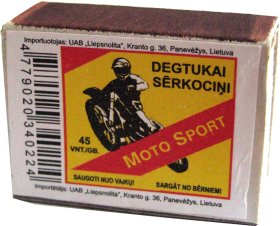 Importuotojas: UAB „Liepsnolita", Kranto g. 36, Panevėžys, Lietuva
DEGTUKAI
SĒRKOCIŅI
MOTO SPORT
45
VNT./GB.
SAUGOTI NUO VAIKŲ!
SARGĀT NO BĒRNIEM!
4779020340224
Importētājs: UAB „Liepsnolita", Kranto g. 36, Panevėžys, Lietuva